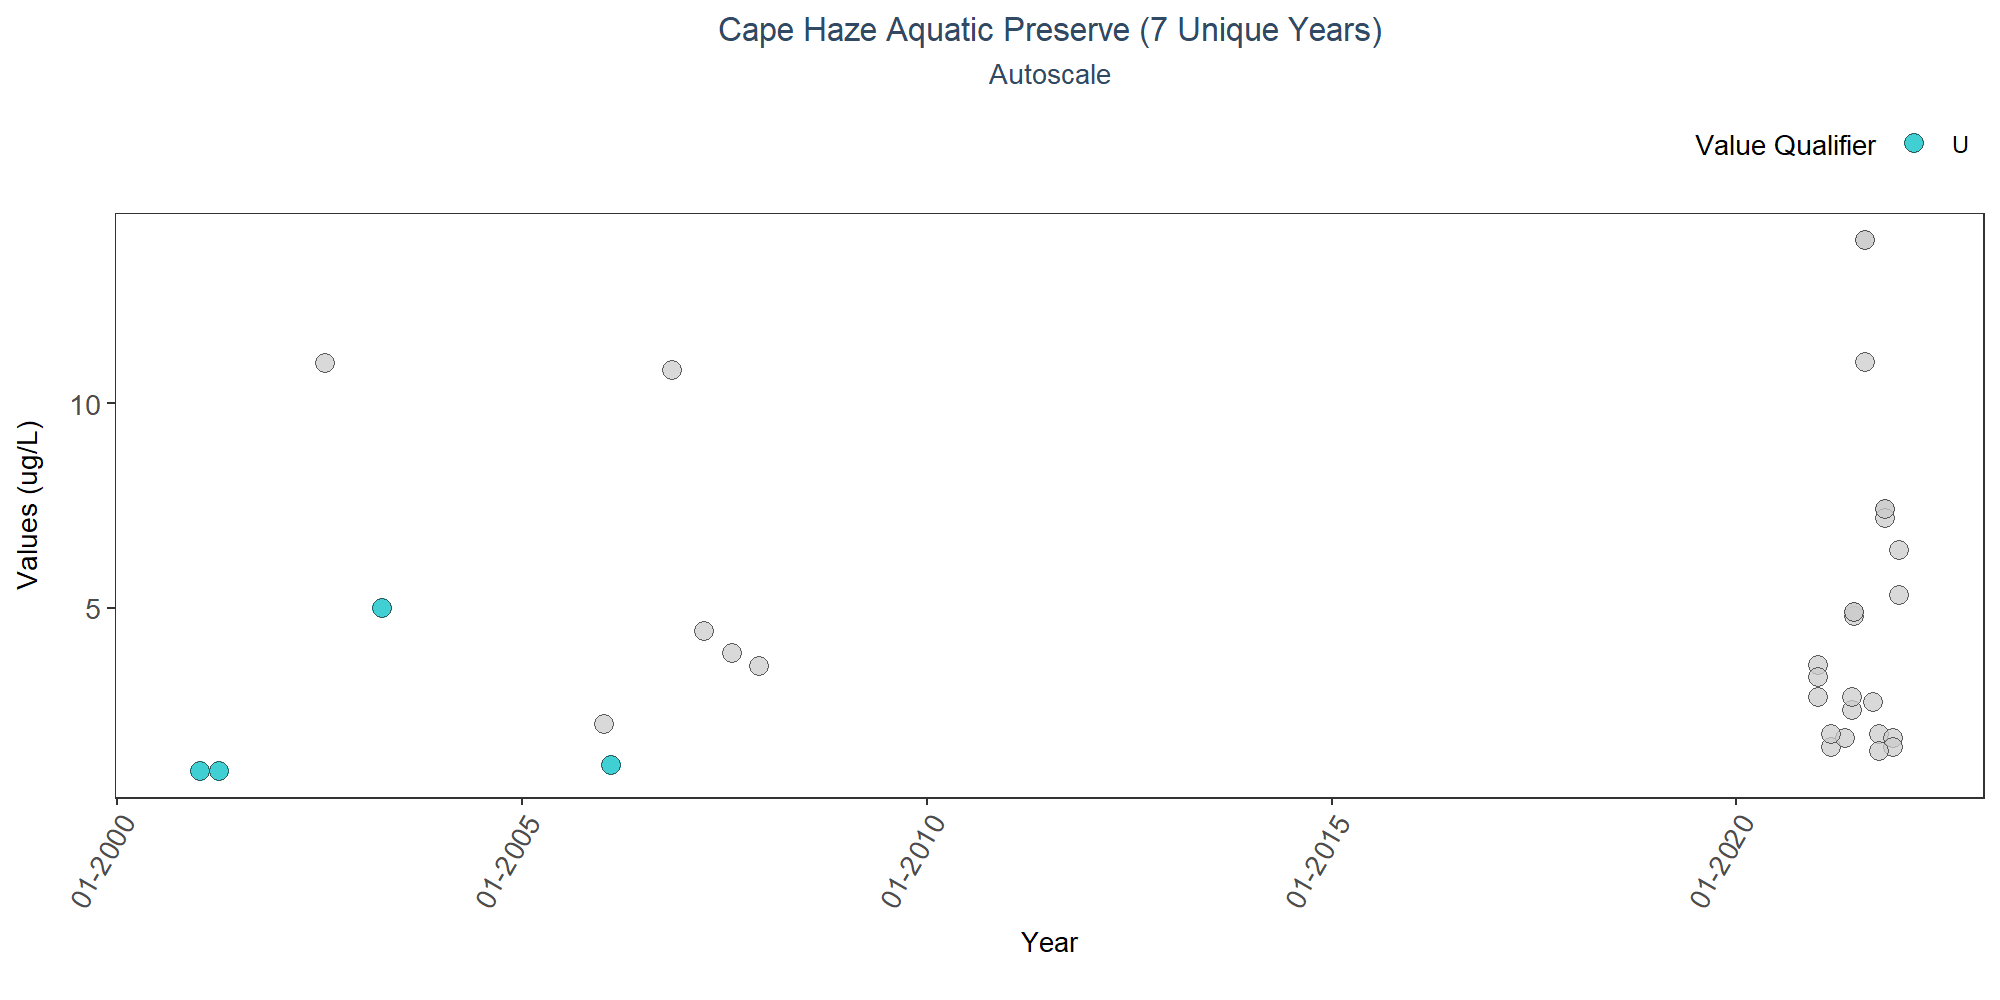 Cape Haze Aquatic Preserve (7 Unique Years)
Autoscale
Value Qualifier U
Values (ug/L)
10
5
01-2000 01-2005 01-2010 01-2015 01-2020
Year